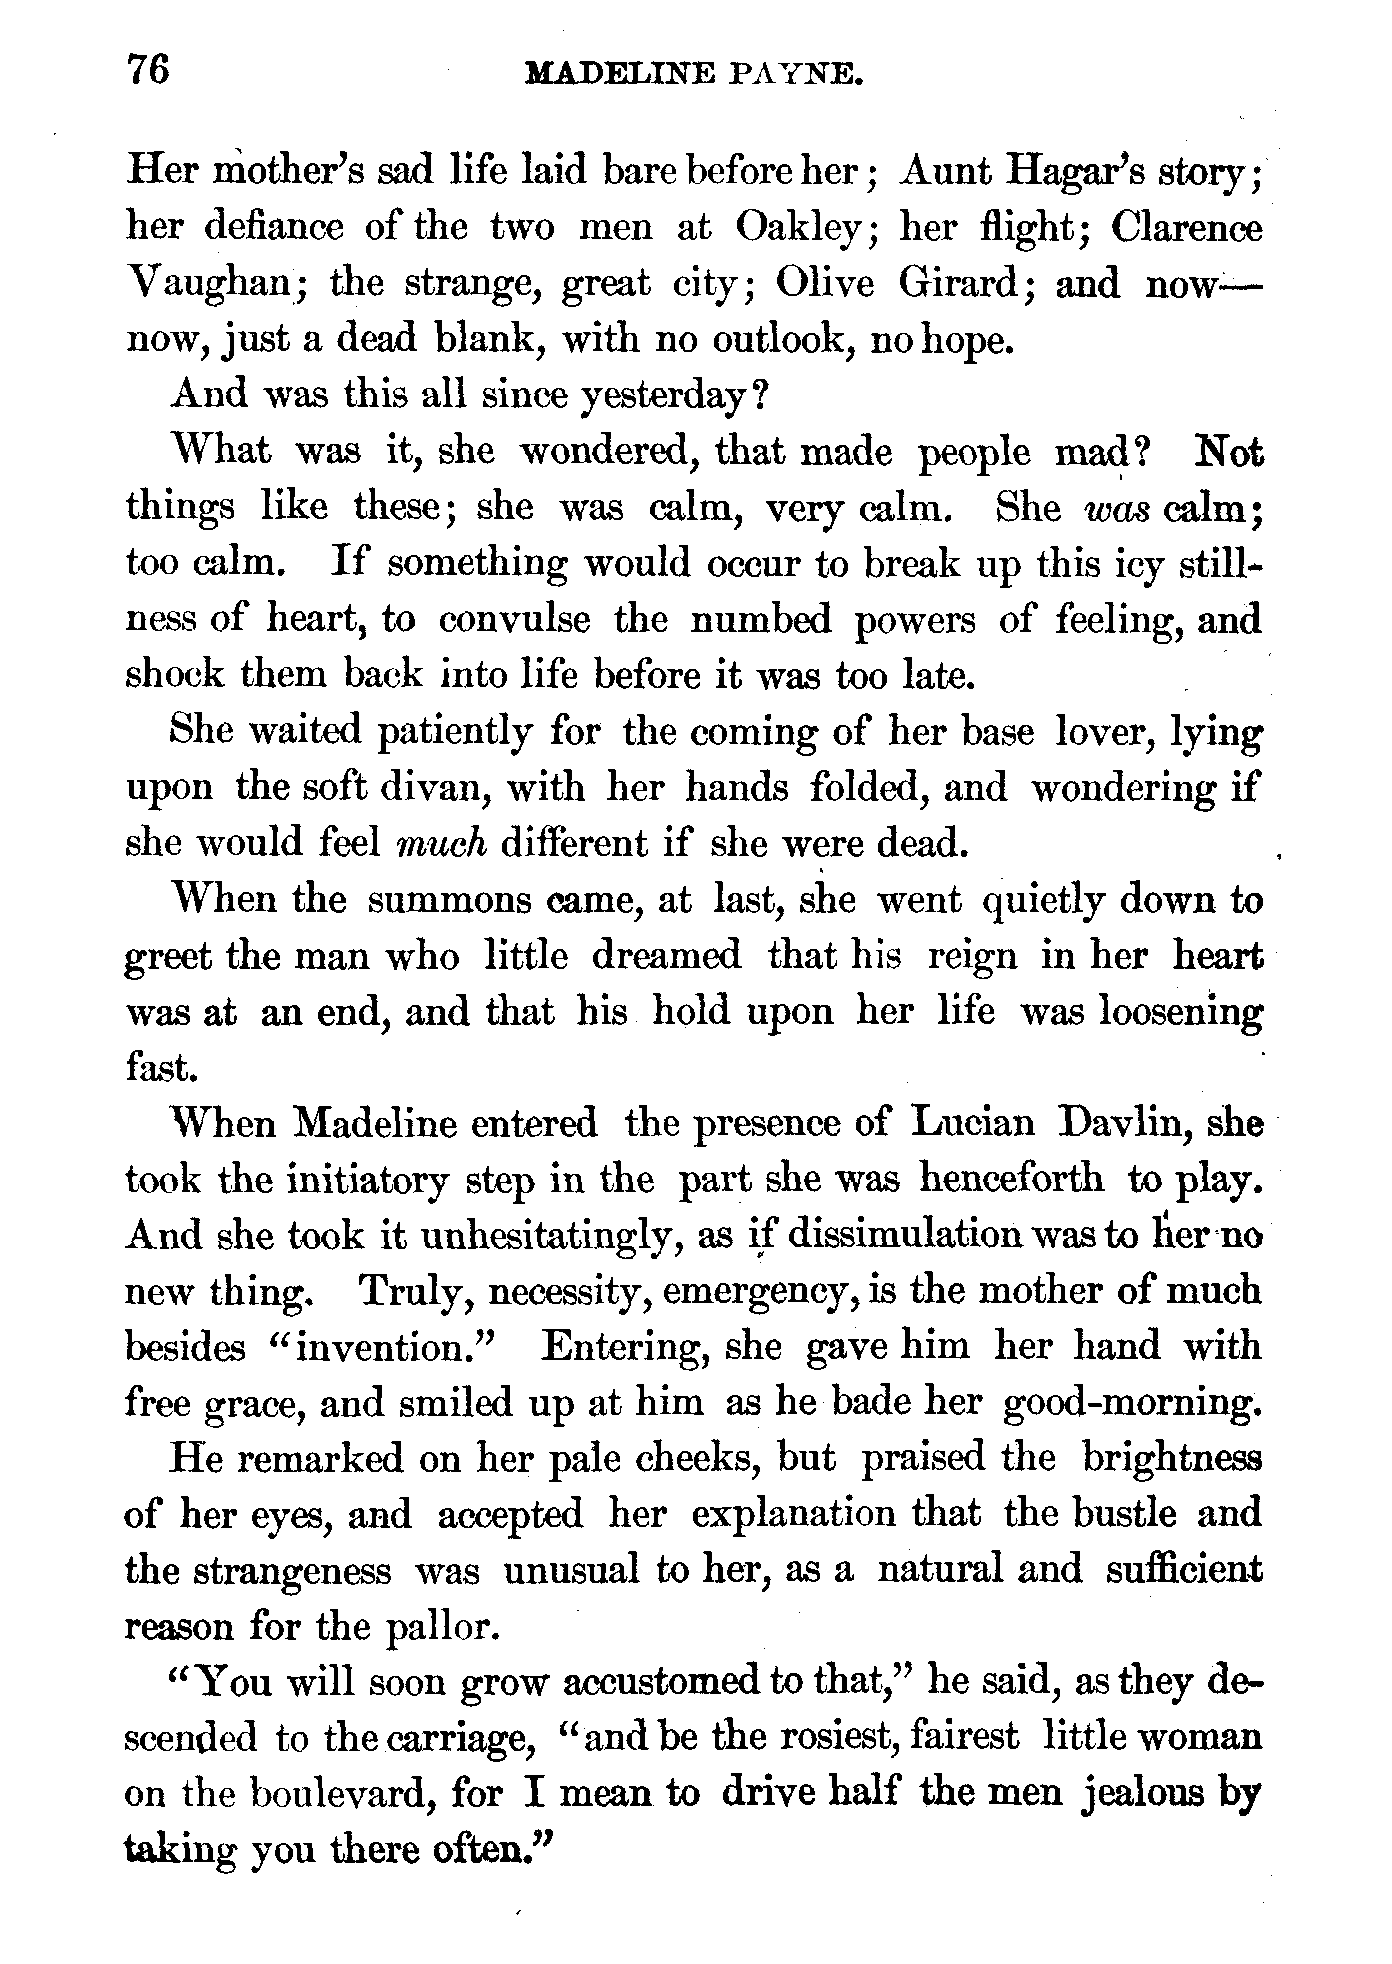 76 MADELINE PAYNE.
Her mother's sad life laid bare before her; Aunt Hagar's story;
her defiance of the two men at Oakley; her flight; Clarence
Vaughan; the strange, great city; Olive Girard; and now—
now, just a dead blank, with no outlook, no hope.
And was this all since yesterday?
What was it, she wondered, that made people mad? Not
things like these; she was calm, very calm. She was calm;
too calm. If something would occur to break up this icy still-
ness of heart, to convulse the numbed powers of feeling, and
shock them back into life before it was too late.
She waited patiently for the coming of her base lover, lying
upon the soft divan, with her hands folded, and wondering if
she would feel much different if she were dead.
When the summons came, at last, she went quietly down to
greet the man who little dreamed that his reign in her heart
was at an end, and that his hold upon her life was loosening
fast.
When Madeline entered the presence of Lucian Davlin, she
took the initiatory step in the part she was henceforth to play.
And she took it unhesitatingly, as if dissimulation was to her no
new thing. Truly, necessity, emergency, is the mother of much
besides "invention." Entering, she gave him her hand with
free grace, and smiled up at him as he bade her good-morning.
He remarked on her pale cheeks, but praised the brightness
of her eyes, and accepted her explanation that the bustle and
the strangeness was unusual to her, as a natural and sufficient
reason for the pallor.
"You will soon grow accustomed to that," he said, as they de-
scended to the carriage, "and be the rosiest, fairest little woman
on the boulevard, for I mean to drive half the men jealous by
taking you there often."